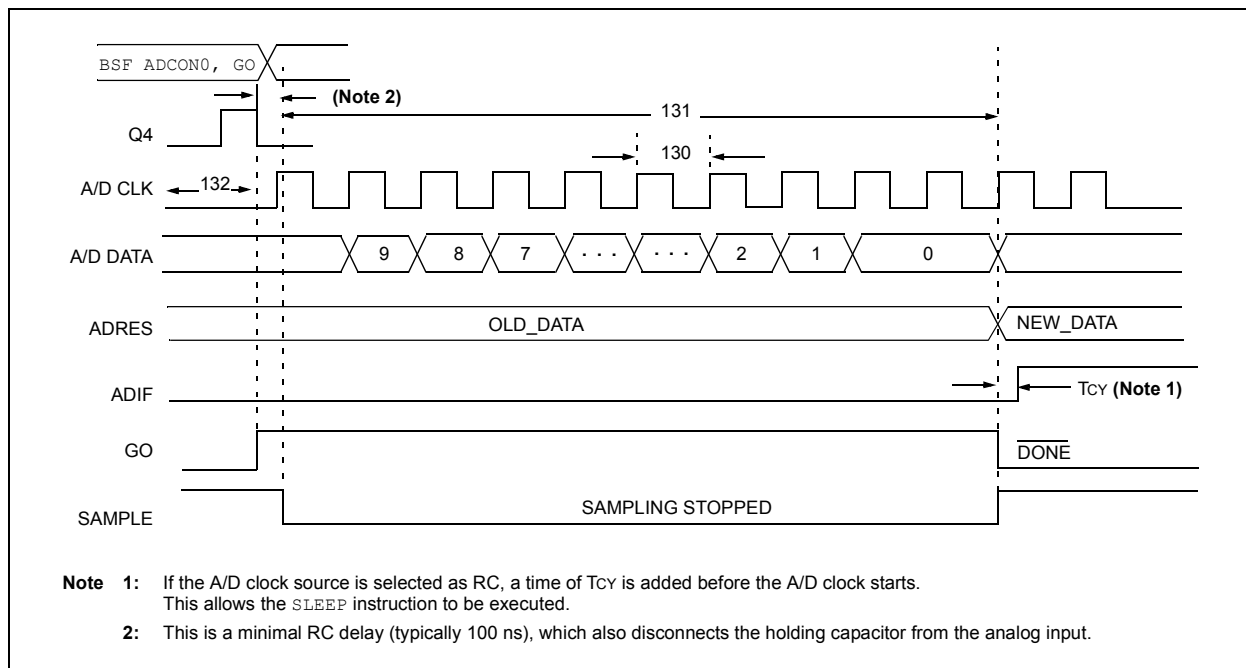 BSF ADCON0, GO
(Note 2)
131
Q4
130
A/D CLK
132
A/D DATA
9 8 7 . . . . . . 2 1 0
ADRES
OLD_DATA
NEW_DATA
ADIF
TCY (Note 1)
GO
DONE
SAMPLE
SAMPLING STOPPED
Note 1: If the A/D clock source is selected as RC, a time of TCY is added before the A/D clock starts.
This allows the SLEEP instruction to be executed.
2: This is a minimal RC delay (typically 100 ns), which also disconnects the holding capacitor from the analog input.